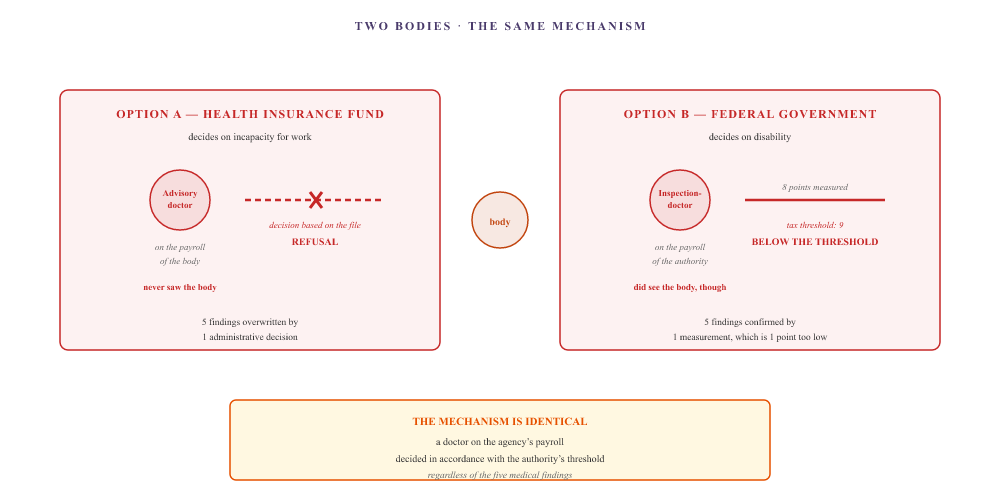 TWO BODIES · THE SAME MECHANISM
OPTION A — HEALTH INSURANCE FUND
decides on incapacity for work
Advisory
doctor
on the payroll
of the body
never saw the body
decision based on the file
REFUSAL
5 findings overwritten by
1 administrative decision
body
OPTION B — FEDERAL GOVERNMENT
decides on disability
Inspection-
doctor
on the payroll
of the authority
did see the body, though
8 points measured
tax threshold: 9
BELOW THE THRESHOLD
5 findings confirmed by
1 measurement, which is 1 point too low
THE MECHANISM IS IDENTICAL
a doctor on the agency’s payroll
decided in accordance with the authority’s threshold
regardless of the five medical findings